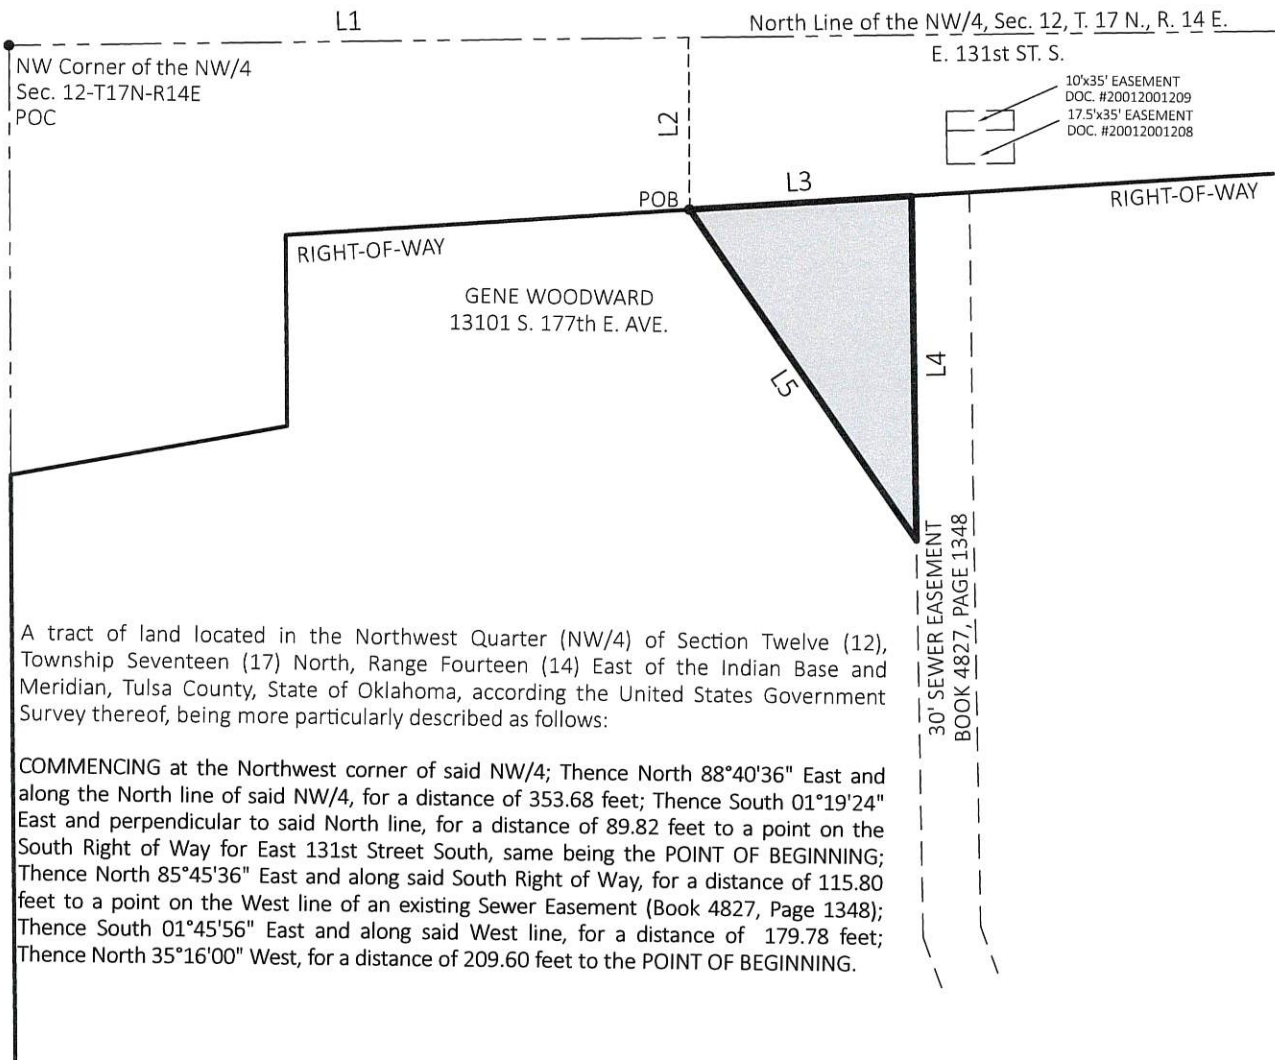 L1
North Line of the NW/4, Sec. 12, T. 17 N., R. 14 E.
E. 131st ST. S.
NW Corner of the NW/4
Sec. 12-T17N-R14E
POC
10'x35' EASEMENT
DOC. #20012001209
17.5'x35' EASEMENT
DOC. #20012001208
L2
POB
L3
RIGHT-OF-WAY
RIGHT-OF-WAY
GENE WOODWARD
13101 S. 177th E. AVE.
L4
L5
30' SEWER EASEMENT
BOOK 4827, PAGE 1348
A tract of land located in the Northwest Quarter (NW/4) of Section Twelve (12),
Township Seventeen (17) North, Range Fourteen (14) East of the Indian Base and
Meridian, Tulsa County, State of Oklahoma, according the United States Government
Survey thereof, being more particularly described as follows:
COMMENCING at the Northwest corner of said NW/4; Thence North 88°40'36" East and
along the North line of said NW/4, for a distance of 353.68 feet; Thence South 01°19'24"
East and perpendicular to said North line, for a distance of 89.82 feet to a point on the
South Right of Way for East 131st Street South, same being the POINT OF BEGINNING;
Thence North 85°45'36" East and along said South Right of Way, for a distance of 115.80
feet to a point on the West line of an existing Sewer Easement (Book 4827, Page 1348);
Thence South 01°45'56" East and along said West line, for a distance of 179.78 feet;
Thence North 35°16'00" West, for a distance of 209.60 feet to the POINT OF BEGINNING.